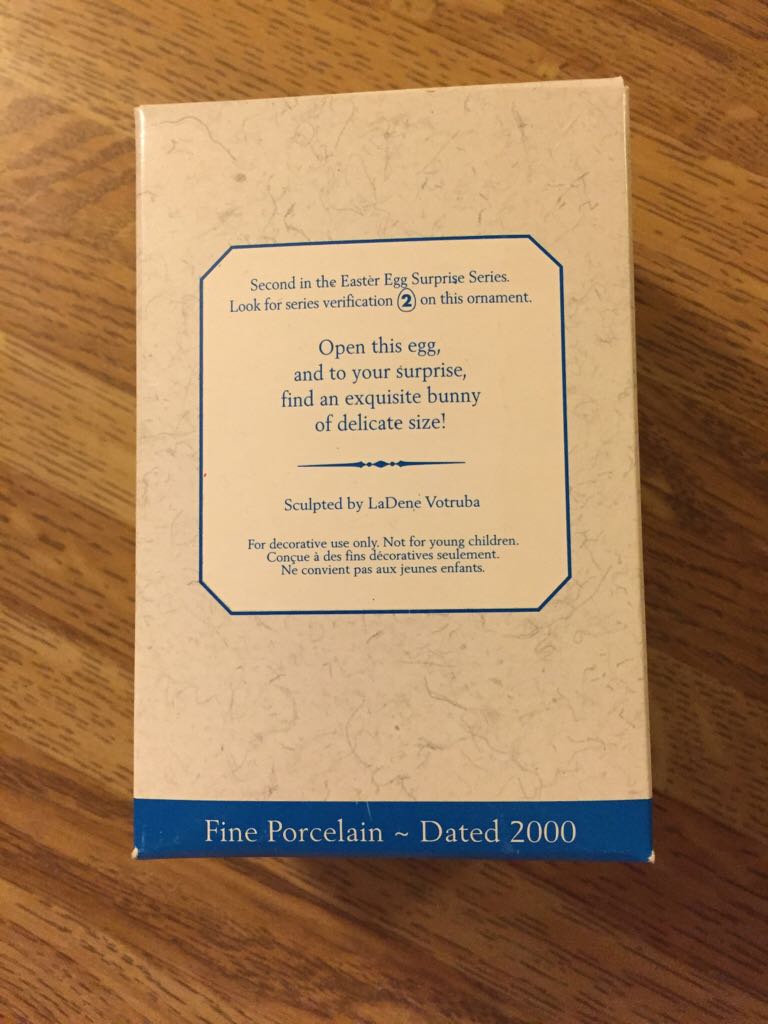 Second in the Easter Egg Surprise Series.
Look for series verification 2 on this ornament.
Open this egg,
and to your surprise,
find an exquisite bunny
of delicate size!
Sculpted by LaDene Votruba
For decorative use only. Not for young children.
Conçue à des fins décoratives seulement.
Ne convient pas aux jeunes enfants.
Fine Porcelain ~ Dated 2000